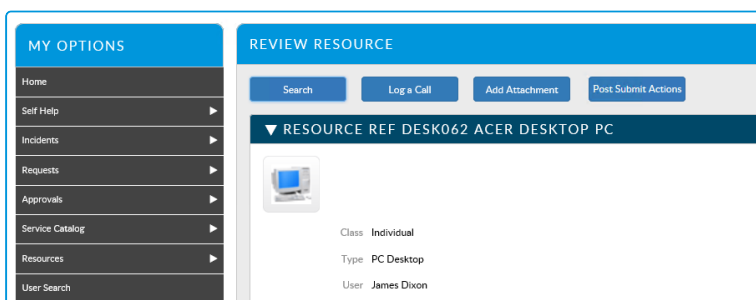 MY OPTIONS
Home
Self Help
Incidents
Requests
Approvals
Service Catalog
Resources
User Search
REVIEW RESOURCE
Search Log a Call Add Attachment Post Submit Actions
RESOURCE REF DESK062 ACER DESKTOP PC
Class Individual
Type PC Desktop
User James Dixon